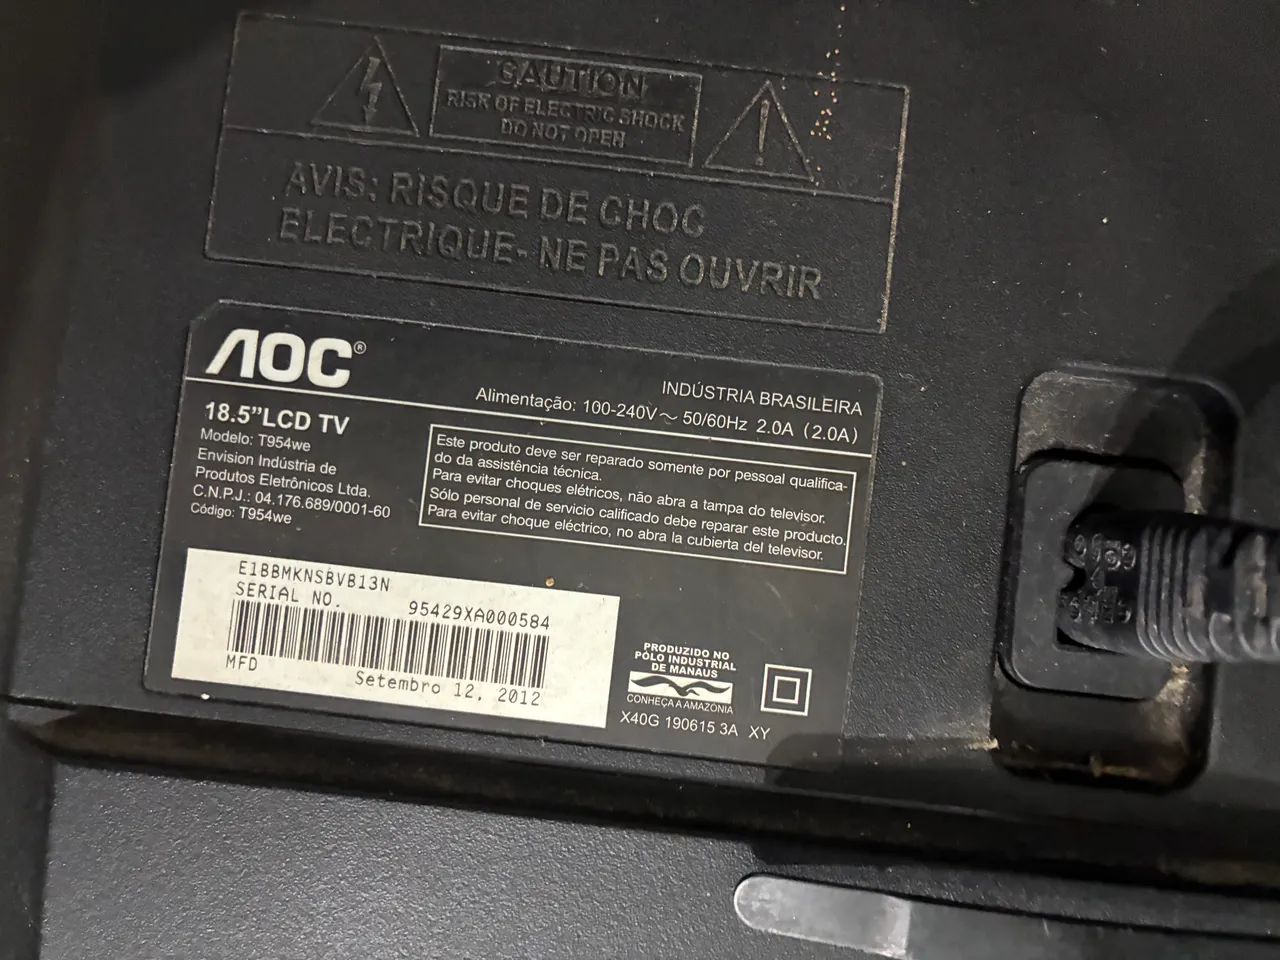 CAUTION
RISK OF ELECTRIC SHOCK
DO NOT OPEN
AVIS: RISQUE DE CHOC
ELECTRIQUE- NE PAS OUVRIR
AOC®
INDÚSTRIA BRASILEIRA
Alimentação: 100-240V～ 50/60Hz 2.0A (2.0A)
18.5”LCD TV
Modelo: T954we
Envision Indústria de
Produtos Eletrônicos Ltda.
C.N.P.J.: 04.176.689/0001-60
Código: T954we
Este produto deve ser reparado somente por pessoal qualifica-
do da assistência técnica.
Para evitar choques elétricos, não abra a tampa do televisor.
Sólo personal de servicio calificado debe reparar este producto.
Para evitar choque eléctrico, no abra la cubierta del televisor.
E1BBMKNSBVB13N
SERIAL NO. 95429XA000584
MFD Setembro 12, 2012
PRODUZIDO NO
PÓLO INDUSTRIAL
DE MANAUS
CONHEÇA A AMAZÔNIA
X40G 190615 3A XY